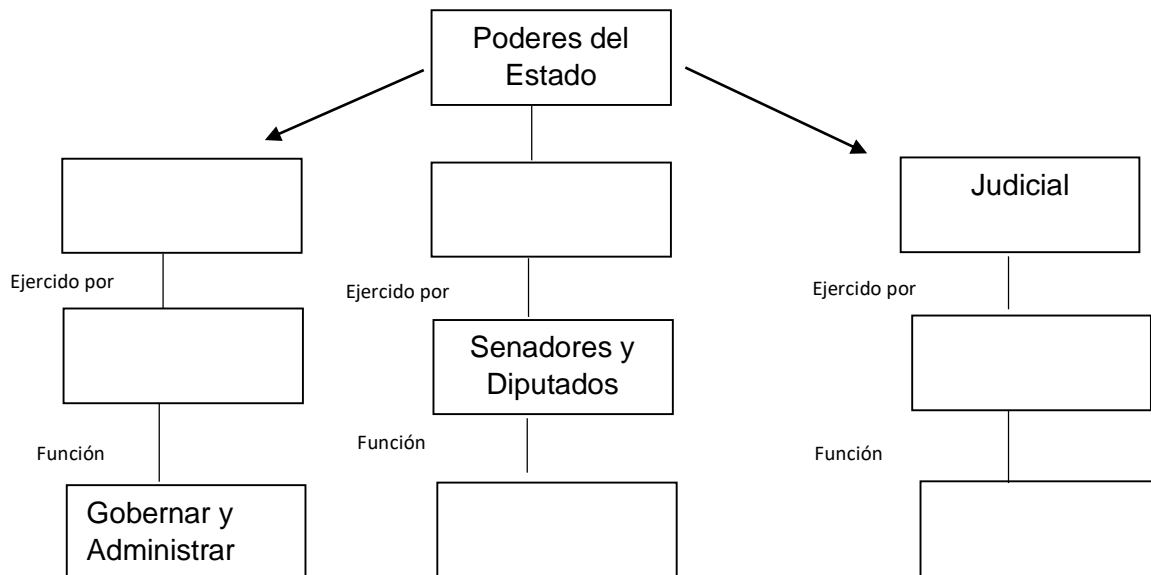 Poderes del
Estado
Judicial
Ejercido por
Ejercido por
Ejercido por
Senadores y
Diputados
Función
Función
Función
Gobernar y
Administrar